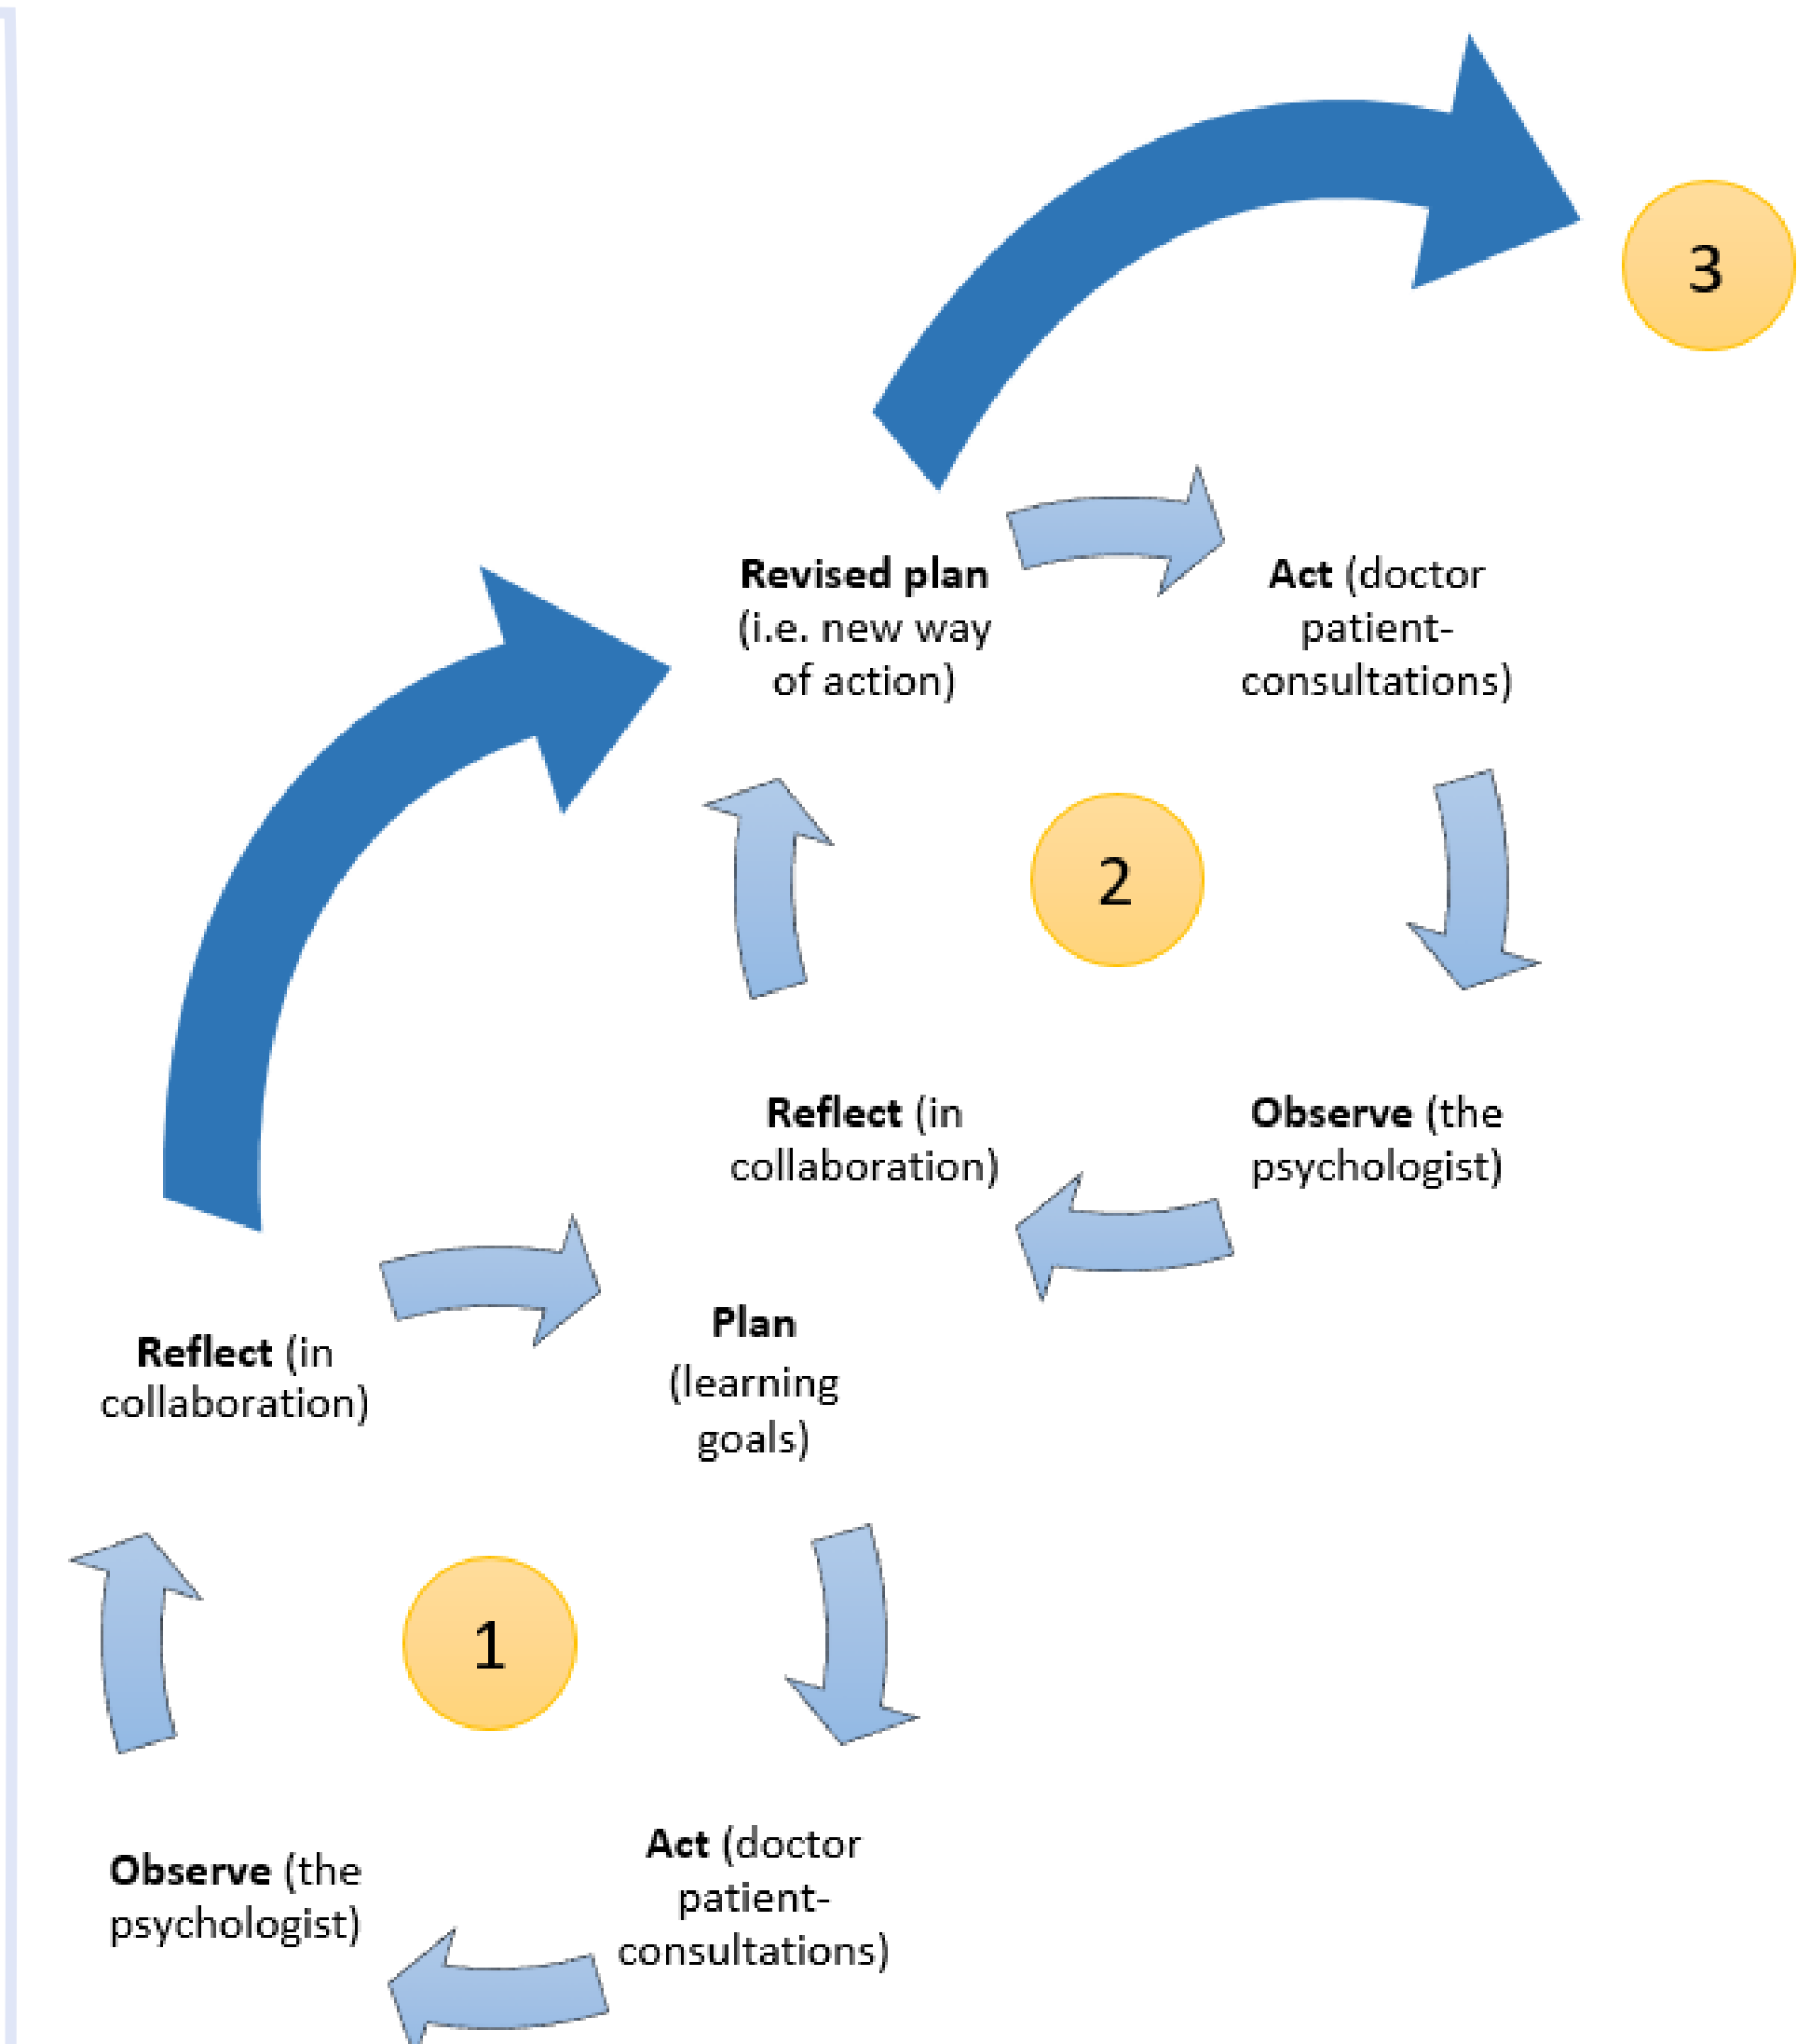 3
Revised plan
(i.e. new way
of action)
Act (doctor
patient-
consultations)
2
Reflect (in
collaboration)
Observe (the
psychologist)
Reflect (in
collaboration)
Plan
(learning
goals)
1
Observe (the
psychologist)
Act (doctor
patient-
consultations)